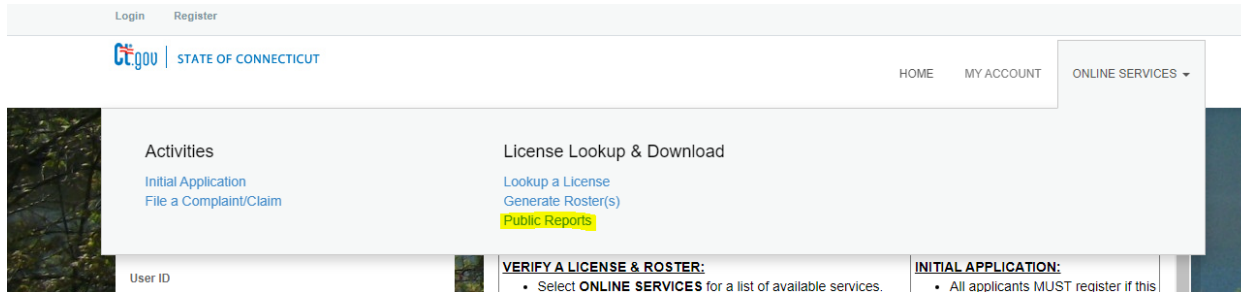 Login Register
Ct.gov STATE OF CONNECTICUT
HOME MY ACCOUNT ONLINE SERVICES
Activities
Initial Application
File a Complaint/Claim
License Lookup & Download
Lookup a License
Generate Roster(s)
Public Reports
User ID
VERIFY A LICENSE & ROSTER:
• Select ONLINE SERVICES for a list of available services.
INITIAL APPLICATION:
• All applicants MUST register if this